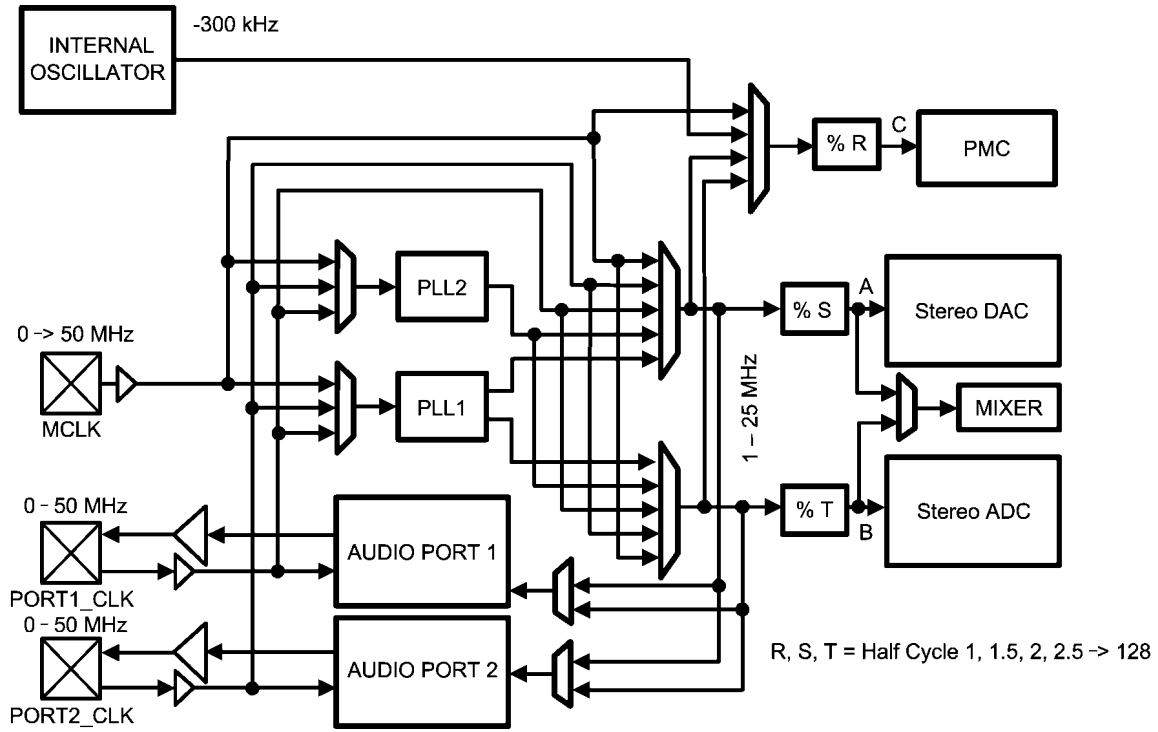 -300 kHz
INTERNAL
OSCILLATOR
% R
C
PMC
PLL2
% S
A
Stereo DAC
0 -> 50 MHz
MCLK
PLL1
1 – 25 MHz
MIXER
% T
B
Stereo ADC
0 - 50 MHz
PORT1_CLK
AUDIO PORT 1
0 - 50 MHz
PORT2_CLK
AUDIO PORT 2
R, S, T = Half Cycle 1, 1.5, 2, 2.5 -> 128